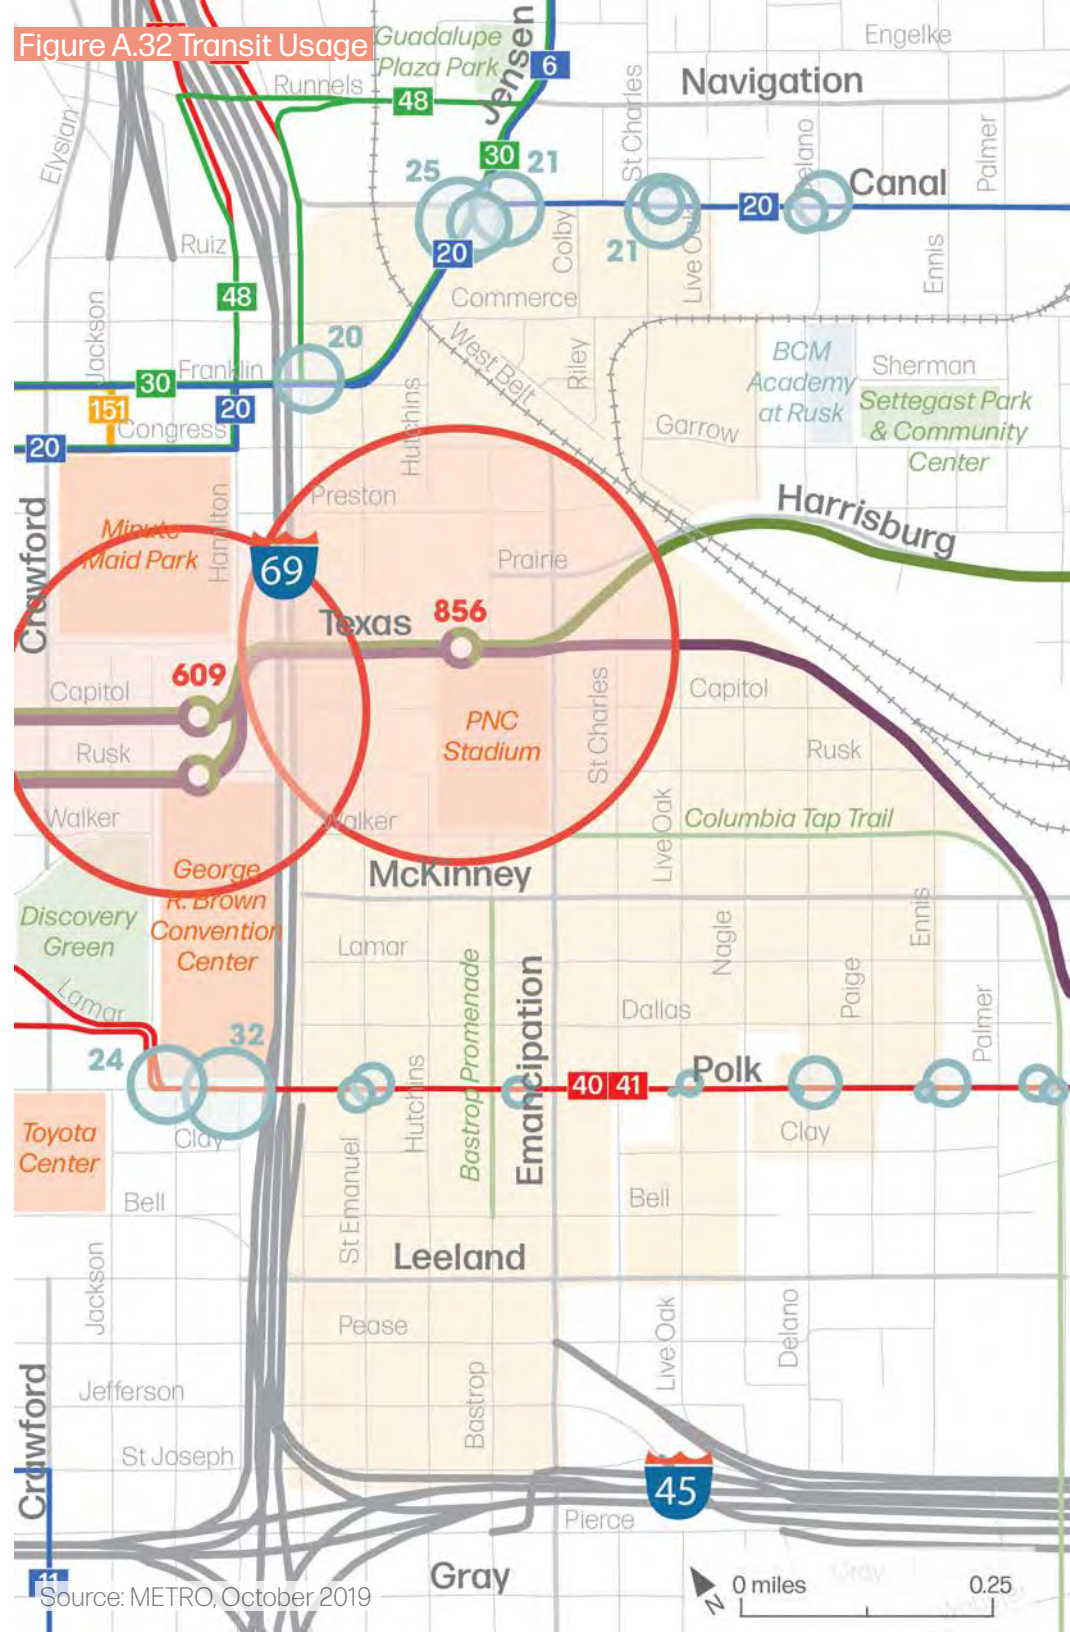 Figure A.32 Transit Usage
Guadalupe
Plaza Park
Jensen
6
Engelke
Runnels
48
St Charles
Navigation
Elysian
30
Palmer
25
21
Canal
20
21
20
Colby
Live Oak
Ennis
Ruiz
48
Commerce
Jackson
20
West Belt
Riley
BCM
Academy
at Rusk
Sherman
Franklin
30
151
20
Congress
20
Hutchins
Garrow
Settegast Park
& Community
Center
Crawford
Minute
Maid Park
Hamilton
Preston
69
Prairie
Harrisburg
Texas
856
609
Capitol
Capitol
PNC
Stadium
St Charles
Rusk
Rusk
Walker
Walker
Live Oak
Columbia Tap Trail
McKinney
George
R. Brown
Convention
Center
Discovery
Green
Lamar
Lamar
Bastrop Promenade
Emancipation
Nagle
Ennis
Dallas
Paige
Palmer
24
32
40 41
Polk
Toyota
Center
Clay
Hutchins
Clay
Bell
St Emanuel
Bell
Leeland
Jackson
Pease
Live Oak
Delano
Jefferson
Bastrop
Crawford
St Joseph
45
Pierce
Gray
Gray
11
Source: METRO, October 2019
N
0 miles
0.25